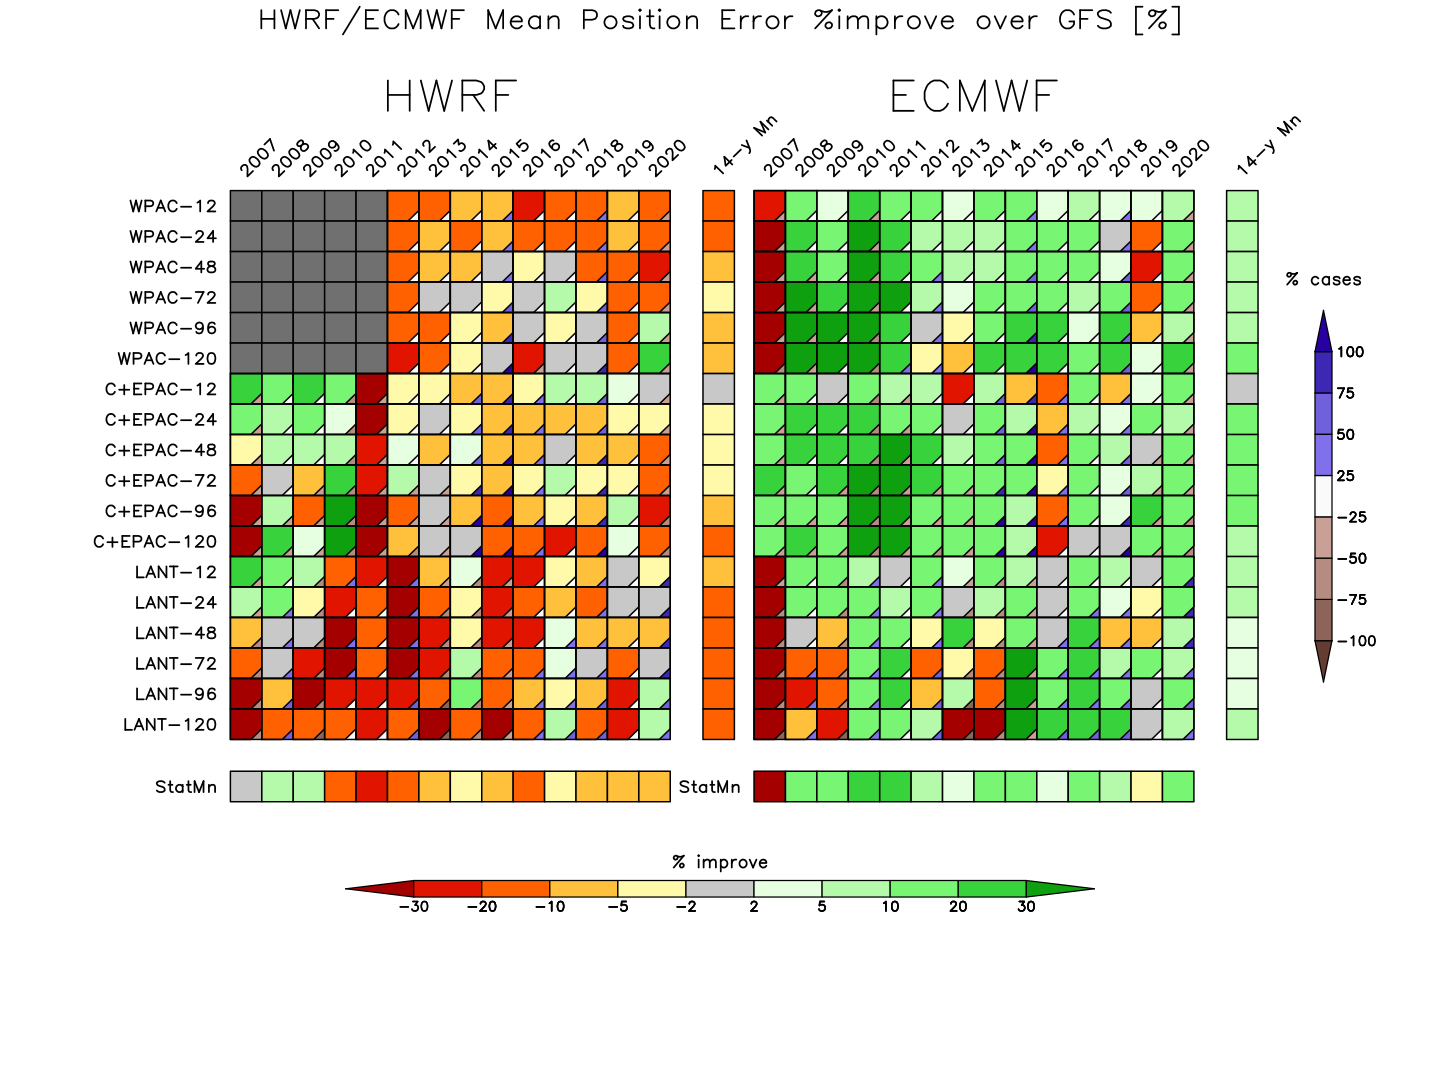 HWRF/ECMWF Mean Position Error %improve over GFS [%]
HWRF
ECMWF
2007 2008 2009 2010 2011 2012 2013 2014 2015 2016 2017 2018 2019 2020 14-y Mn 2007 2008 2009 2010 2011 2012 2013 2014 2015 2016 2017 2018 2019 2020 14-y Mn
WPAC-12
WPAC-24
WPAC-48
WPAC-72
WPAC-96
WPAC-120
C+EPAC-12
C+EPAC-24
C+EPAC-48
C+EPAC-72
C+EPAC-96
C+EPAC-120
LANT-12
LANT-24
LANT-48
LANT-72
LANT-96
LANT-120
StatMn StatMn
% cases
100
75
50
25
-25
-50
-75
-100
% improve
-30 -20 -10 -5 -2 2 5 10 20 30